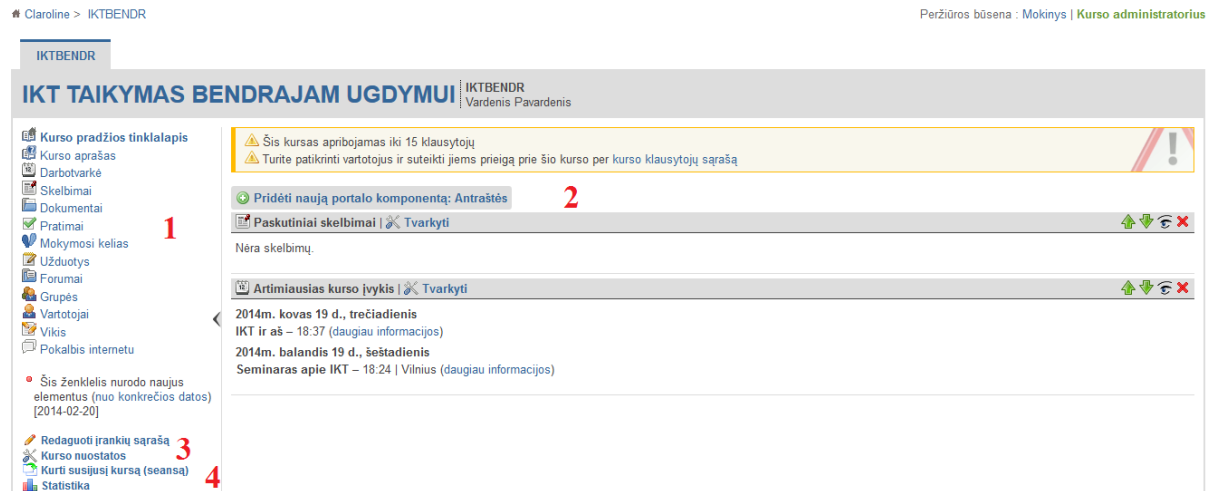 Claroline > IKTBENDR
Peržiūros būsena : Mokinys | Kurso administratorius
IKTBENDR
IKT TAIKYMAS BENDRAJAM UGDYMUI
IKTBENDR
Vardenis Pavardenis
Kurso pradžios tinklalapis
Kurso aprašas
Darbotvarkė
Skelbimai
Dokumentai
Pratimai
Mokymosi kelias
Užduotys
Forumai
Grupės
Vartotojai
Vikis
Pokalbis internetu
1
Šis ženklelis nurodo naujus
elementus (nuo konkrečios datos)
[2014-02-20]
Redaguoti įrankių sąrašą
Kurso nuostatos
3
Kurti susijusį kursą (seansą)
Statistika
4
Šis kursas apribojamas iki 15 klausytojų
Turite patikrinti vartotojus ir suteikti jiems prieigą prie šio kurso per kurso klausytojų sąrašą
Pridėti naują portalo komponentą: Antraštės
2
Paskutiniai skelbimai | Tvarkyti
Nėra skelbimų.
Artimiausias kurso įvykis | Tvarkyti
2014m. kovas 19 d., trečiadienis
IKT ir aš – 18:37 (daugiau informacijos)
2014m. balandis 19 d., šeštadienis
Seminaras apie IKT – 18:24 | Vilnius (daugiau informacijos)